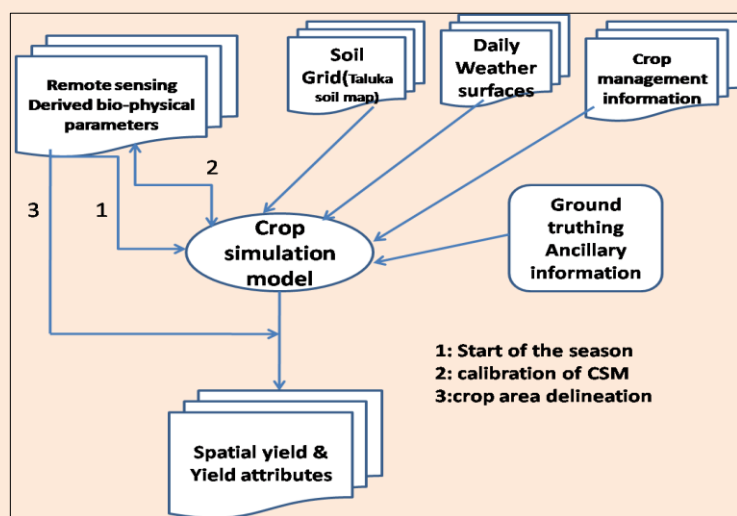 Remote sensing
Derived bio-physical
parameters
Soil
Grid(Taluka
soil map)
Daily
Weather
surfaces
Crop
management
information
3
1
2
Crop
simulation
model
Ground
truthing
Ancillary
information
1: Start of the season
2: calibration of CSM
3:crop area delineation
Spatial yield &
Yield attributes